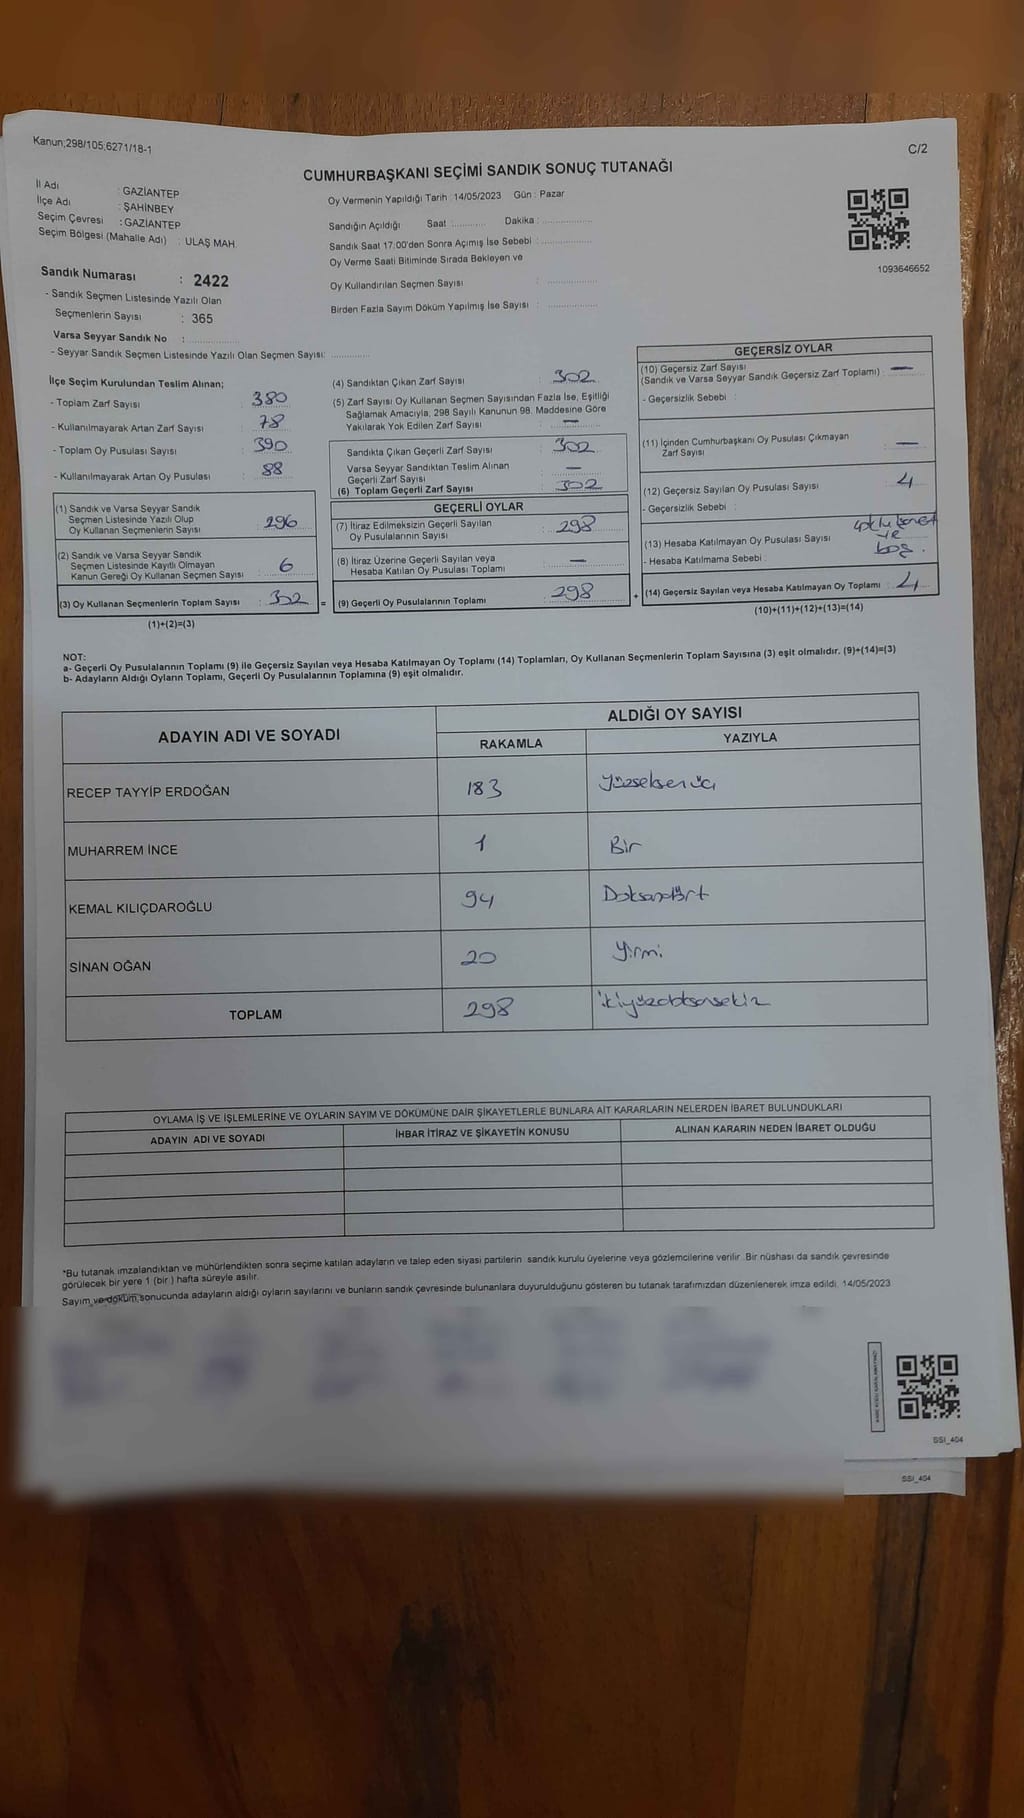 Kanun;298/105;6271/18-1
C/2
CUMHURBAŞKANI SEÇİMİ SANDIK SONUÇ TUTANAĞI
İl Adı : GAZİANTEP
İlçe Adı : ŞAHİNBEY
Seçim Çevresi : GAZİANTEP
Seçim Bölgesi (Mahalle Adı) : ULAŞ MAH.
Oy Vermenin Yapıldığı Tarih : 14/05/2023 Gün : Pazar
Sandığın Açıldığı Saat : Dakika :
Sandık Saat 17:00'den Sonra Açımış İse Sebebi :
Oy Verme Saati Bitiminde Sırada Bekleyen ve
Oy Kullandırılan Seçmen Sayısı :
Birden Fazla Sayım Döküm Yapılmış İse Sayısı :
1093646652
Sandık Numarası : 2422
- Sandık Seçmen Listesinde Yazılı Olan
Seçmenlerin Sayısı : 365
Varsa Seyyar Sandık No :
- Seyyar Sandık Seçmen Listesinde Yazılı Olan Seçmen Sayısı:
İlçe Seçim Kurulundan Teslim Alınan;
- Toplam Zarf Sayısı : 380
- Kullanılmayarak Artan Zarf Sayısı : 78
- Toplam Oy Pusulası Sayısı : 390
- Kullanılmayarak Artan Oy Pusulası : 88
(1) Sandık ve Varsa Seyyar Sandık
Seçmen Listesinde Yazılı Olup
Oy Kullanan Seçmenlerin Sayısı : 296
(2) Sandık ve Varsa Seyyar Sandık
Seçmen Listesinde Kayıtlı Olmayan
Kanun Gereği Oy Kullanan Seçmen Sayısı : 6
(3) Oy Kullanan Seçmenlerin Toplam Sayısı : 302 =
(1)+(2)=(3)
(4) Sandıktan Çıkan Zarf Sayısı : 302
(5) Zarf Sayısı Oy Kullanan Seçmen Sayısından Fazla İse, Eşitliği
Sağlamak Amacıyla, 298 Sayılı Kanunun 98. Maddesine Göre
Yakılarak Yok Edilen Zarf Sayısı : —
Sandıkta Çıkan Geçerli Zarf Sayısı : 302
Varsa Seyyar Sandıktan Teslim Alınan
Geçerli Zarf Sayısı : —
(6) Toplam Geçerli Zarf Sayısı : 302
GEÇERLİ OYLAR
(7) İtiraz Edilmeksizin Geçerli Sayılan
Oy Pusulalarının Sayısı : 298
(8) İtiraz Üzerine Geçerli Sayılan veya
Hesaba Katılan Oy Pusulası Toplamı : —
(9) Geçerli Oy Pusulalarının Toplamı : 298 +
GEÇERSİZ OYLAR
(10) Geçersiz Zarf Sayısı
(Sandık ve Varsa Seyyar Sandık Geçersiz Zarf Toplamı) : —
- Geçersizlik Sebebi :
(11) İçinden Cumhurbaşkanı Oy Pusulası Çıkmayan
Zarf Sayısı : —
(12) Geçersiz Sayılan Oy Pusulası Sayısı : 4
- Geçersizlik Sebebi :
(13) Hesaba Katılmayan Oy Pusulası Sayısı : ve
- Hesaba Katılmama Sebebi : boş.
(14) Geçersiz Sayılan veya Hesaba Katılmayan Oy Toplamı : 4
(10)+(11)+(12)+(13)=(14)
NOT:
a- Geçerli Oy Pusulalarının Toplamı (9) ile Geçersiz Sayılan veya Hesaba Katılmayan Oy Toplamı (14) Toplamları, Oy Kullanan Seçmenlerin Toplam Sayısına (3) eşit olmalıdır. (9)+(14)=(3)
b- Adayların Aldığı Oyların Toplamı, Geçerli Oy Pusulalarının Toplamına (9) eşit olmalıdır.
ADAYIN ADI VE SOYADI
ALDIĞI OY SAYISI
RAKAMLA YAZIYLA
RECEP TAYYİP ERDOĞAN 183 Yüzseksenüç
MUHARREM İNCE 1 Bir
KEMAL KILIÇDAROĞLU 94 Doksandört
SİNAN OĞAN 20 Yirmi
TOPLAM 298 ikiyüzdoksansekiz
OYLAMA İŞ VE İŞLEMLERİNE VE OYLARIN SAYIM VE DÖKÜMÜNE DAİR ŞİKAYETLERLE BUNLARA AİT KARARLARIN NELERDEN İBARET BULUNDUKLARI
ADAYIN ADI VE SOYADI İHBAR İTİRAZ VE ŞİKAYETİN KONUSU ALINAN KARARIN NEDEN İBARET OLDUĞU
*Bu tutanak imzalandıktan ve mühürlendikten sonra seçime katılan adayların ve talep eden siyasi partilerin sandık kurulu üyelerine veya gözlemcilerine verilir. Bir nüshası da sandık çevresinde
görülecek bir yere 1 (bir ) hafta süreyle asılır.
Sayım ve döküm sonucunda adayların aldığı oyların sayılarını ve bunların sandık çevresinde bulunanlara duyurulduğunu gösteren bu tutanak tarafımızdan düzenlenerek imza edildi. 14/05/2023
SSI_404
SSI_404